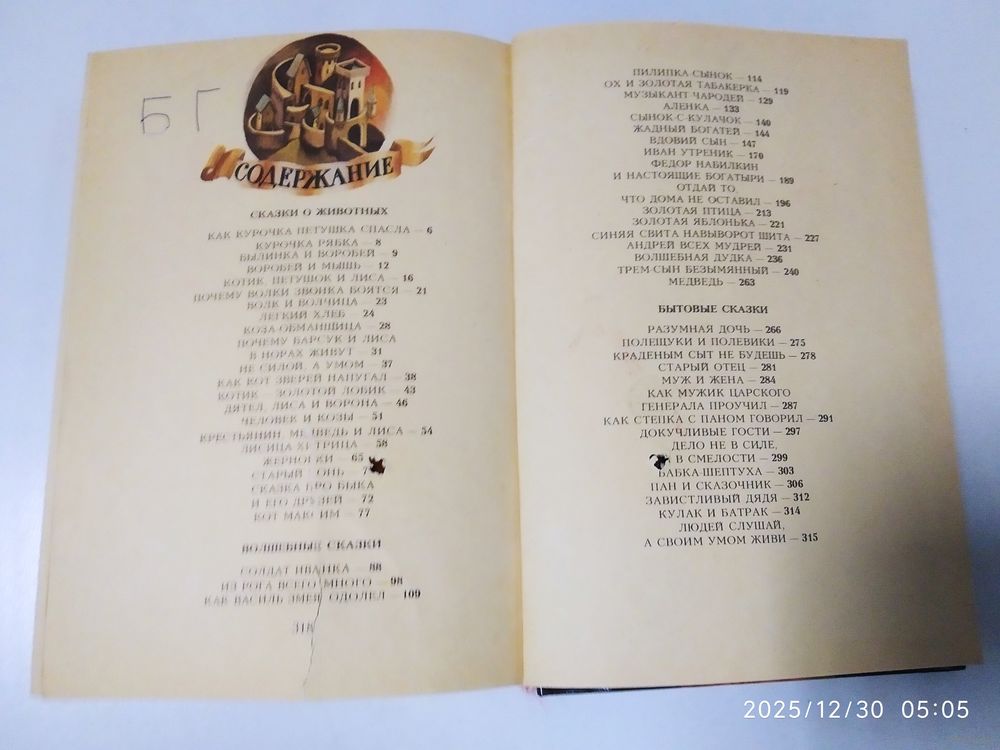 БГ
СОДЕРЖАНИЕ
СКАЗКИ О ЖИВОТНЫХ
КАК КУРОЧКА ПЕТУШКА СПАСЛА — 6
КУРОЧКА РЯБКА — 8
БЫЛИНКА И ВОРОБЕЙ — 9
ВОРОБЕЙ И МЫШЬ — 12
КОТИК, ПЕТУШОК И ЛИСА — 16
ПОЧЕМУ ВОЛКИ ЗВОНКА БОЯТСЯ — 21
ВОЛК И ВОЛЧИЦА — 23
ЛЕГКИЙ ХЛЕБ — 24
КОЗА-ОБМАНЩИЦА — 28
ПОЧЕМУ БАРСУК И ЛИСА
В НОРАХ ЖИВУТ — 31
НЕ СИЛОЙ, А УМОМ — 37
КАК КОТ ЗВЕРЕЙ НАПУГАЛ — 38
КОТИК — ЗОЛОТОЙ ЛОБИК — 43
ДЯТЕЛ, ЛИСА И ВОРОНА — 46
ЧЕЛОВЕК И КОЗЫ — 51
КРЕСТЬЯНИН, МЕДВЕДЬ И ЛИСА — 54
ЛИСИЦА ХИТРИЦА — 58
ЖЕРНОВКИ — 65
СТАРЫЙ КОНЬ — 7
СКАЗКА ПРО БЫКА
И ЕГО ДРУЗЕЙ — 72
КОТ МАКСИМ — 77
ВОЛШЕБНЫЕ СКАЗКИ
СОЛДАТ ИВАНКА — 88
ИЗ РОГА ВСЕГО МНОГО — 98
КАК ВАСИЛЬ ЗМЕЯ ОДОЛЕЛ — 109
318
ПИЛИПКА-СЫНОК — 114
ОХ И ЗОЛОТАЯ ТАБАКЕРКА — 119
МУЗЫКАНТ-ЧАРОДЕЙ — 129
АЛЕНКА — 133
СЫНОК-С-КУЛАЧОК — 140
ЖАДНЫЙ БОГАТЕЙ — 144
ВДОВИЙ СЫН — 147
ИВАН УТРЕНИК — 170
ФЕДОР НАБИЛКИН
И НАСТОЯЩИЕ БОГАТЫРИ — 189
ОТДАЙ ТО,
ЧТО ДОМА НЕ ОСТАВИЛ — 196
ЗОЛОТАЯ ПТИЦА — 213
ЗОЛОТАЯ ЯБЛОНЬКА — 221
СИНЯЯ СВИТА НАВЫВОРОТ ШИТА — 227
АНДРЕЙ ВСЕХ МУДРЕЙ — 231
ВОЛШЕБНАЯ ДУДКА — 236
ТРЕМ-СЫН БЕЗЫМЯННЫЙ — 240
МЕДВЕДЬ — 263
БЫТОВЫЕ СКАЗКИ
РАЗУМНАЯ ДОЧЬ — 266
ПОЛЕЩУКИ И ПОЛЕВИКИ — 275
КРАДЕНЫМ СЫТ НЕ БУДЕШЬ — 278
СТАРЫЙ ОТЕЦ — 281
МУЖ И ЖЕНА — 284
КАК МУЖИК ЦАРСКОГО
ГЕНЕРАЛА ПРОУЧИЛ — 287
КАК СТЕПКА С ПАНОМ ГОВОРИЛ — 291
ДОКУЧЛИВЫЕ ГОСТИ — 297
ДЕЛО НЕ В СИЛЕ,
В СМЕЛОСТИ — 299
БАБКА-ШЕПТУХА — 303
ПАН И СКАЗОЧНИК — 306
ЗАВИСТЛИВЫЙ ДЯДЯ — 312
КУЛАК И БАТРАК — 314
ЛЮДЕЙ СЛУШАЙ,
А СВОИМ УМОМ ЖИВИ — 315
2025/12/30 05:05